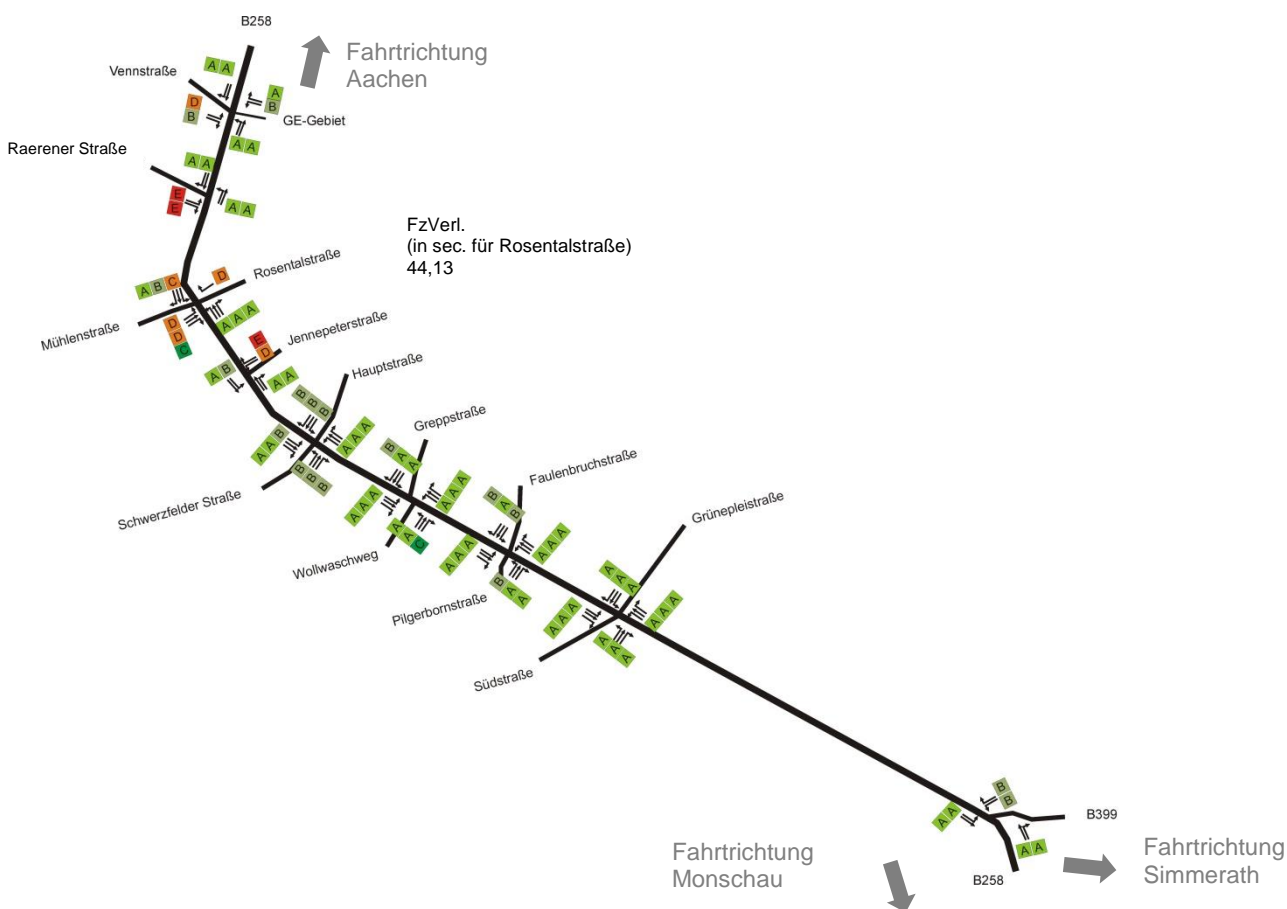 B258
Fahrtrichtung
Aachen
A A
Vennstraße
A
B
D
B
GE-Gebiet
A A
Raerener Straße
A A
E
E
A A
FzVerl.
(in sec. für Rosentalstraße)
44,13
Rosentalstraße
D
A B C
Mühlenstraße
D
D
C
A A A
E
D
Jennepeterstraße
A B
A A
Hauptstraße
B B B
A A B
A A A
B B B
Schwerzfelder Straße
Greppstraße
B A A
A A A
A A A
A A C
Wollwaschweg
Faulenbruchstraße
B A B
A A A
A A A
B A A
Pilgerbornstraße
Grünepleistraße
A A A
A A A
A A A
A A A
Südstraße
B
B
A A
B399
A A
B258
Fahrtrichtung
Monschau
Fahrtrichtung
Simmerath